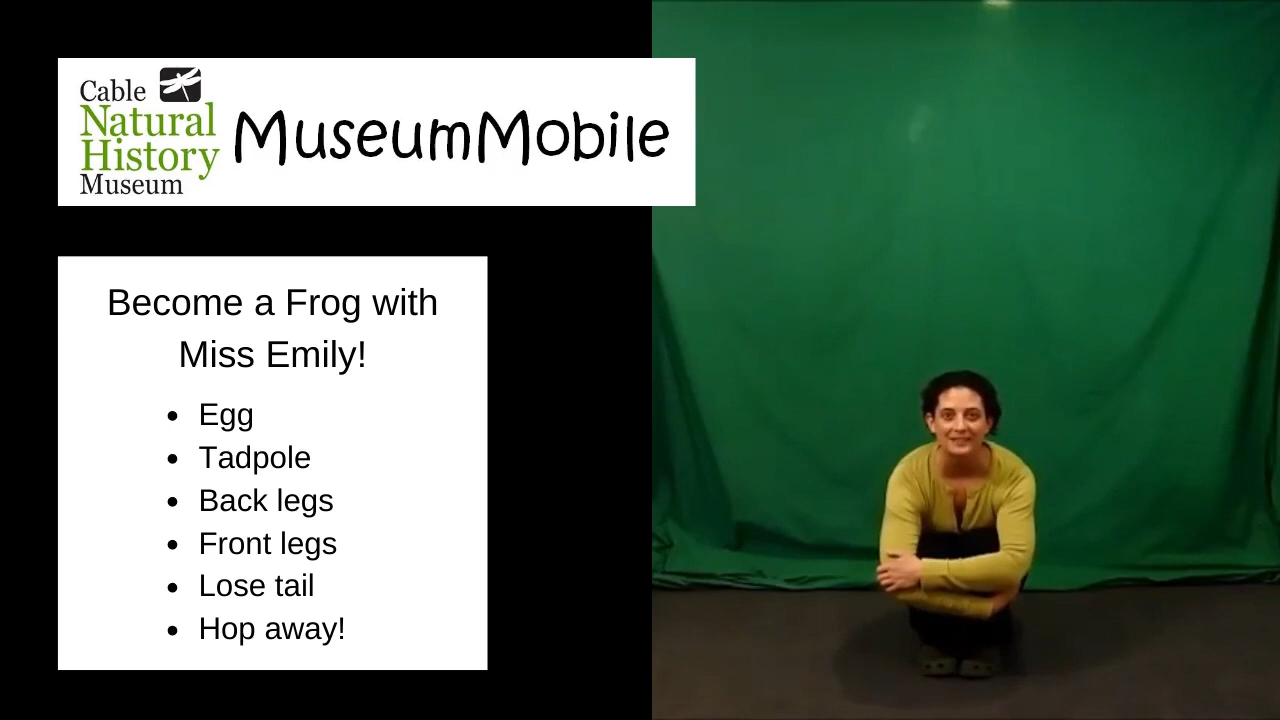 Cable
Natural
History
Museum
MuseumMobile
Become a Frog with
Miss Emily!
• Egg
• Tadpole
• Back legs
• Front legs
• Lose tail
• Hop away!